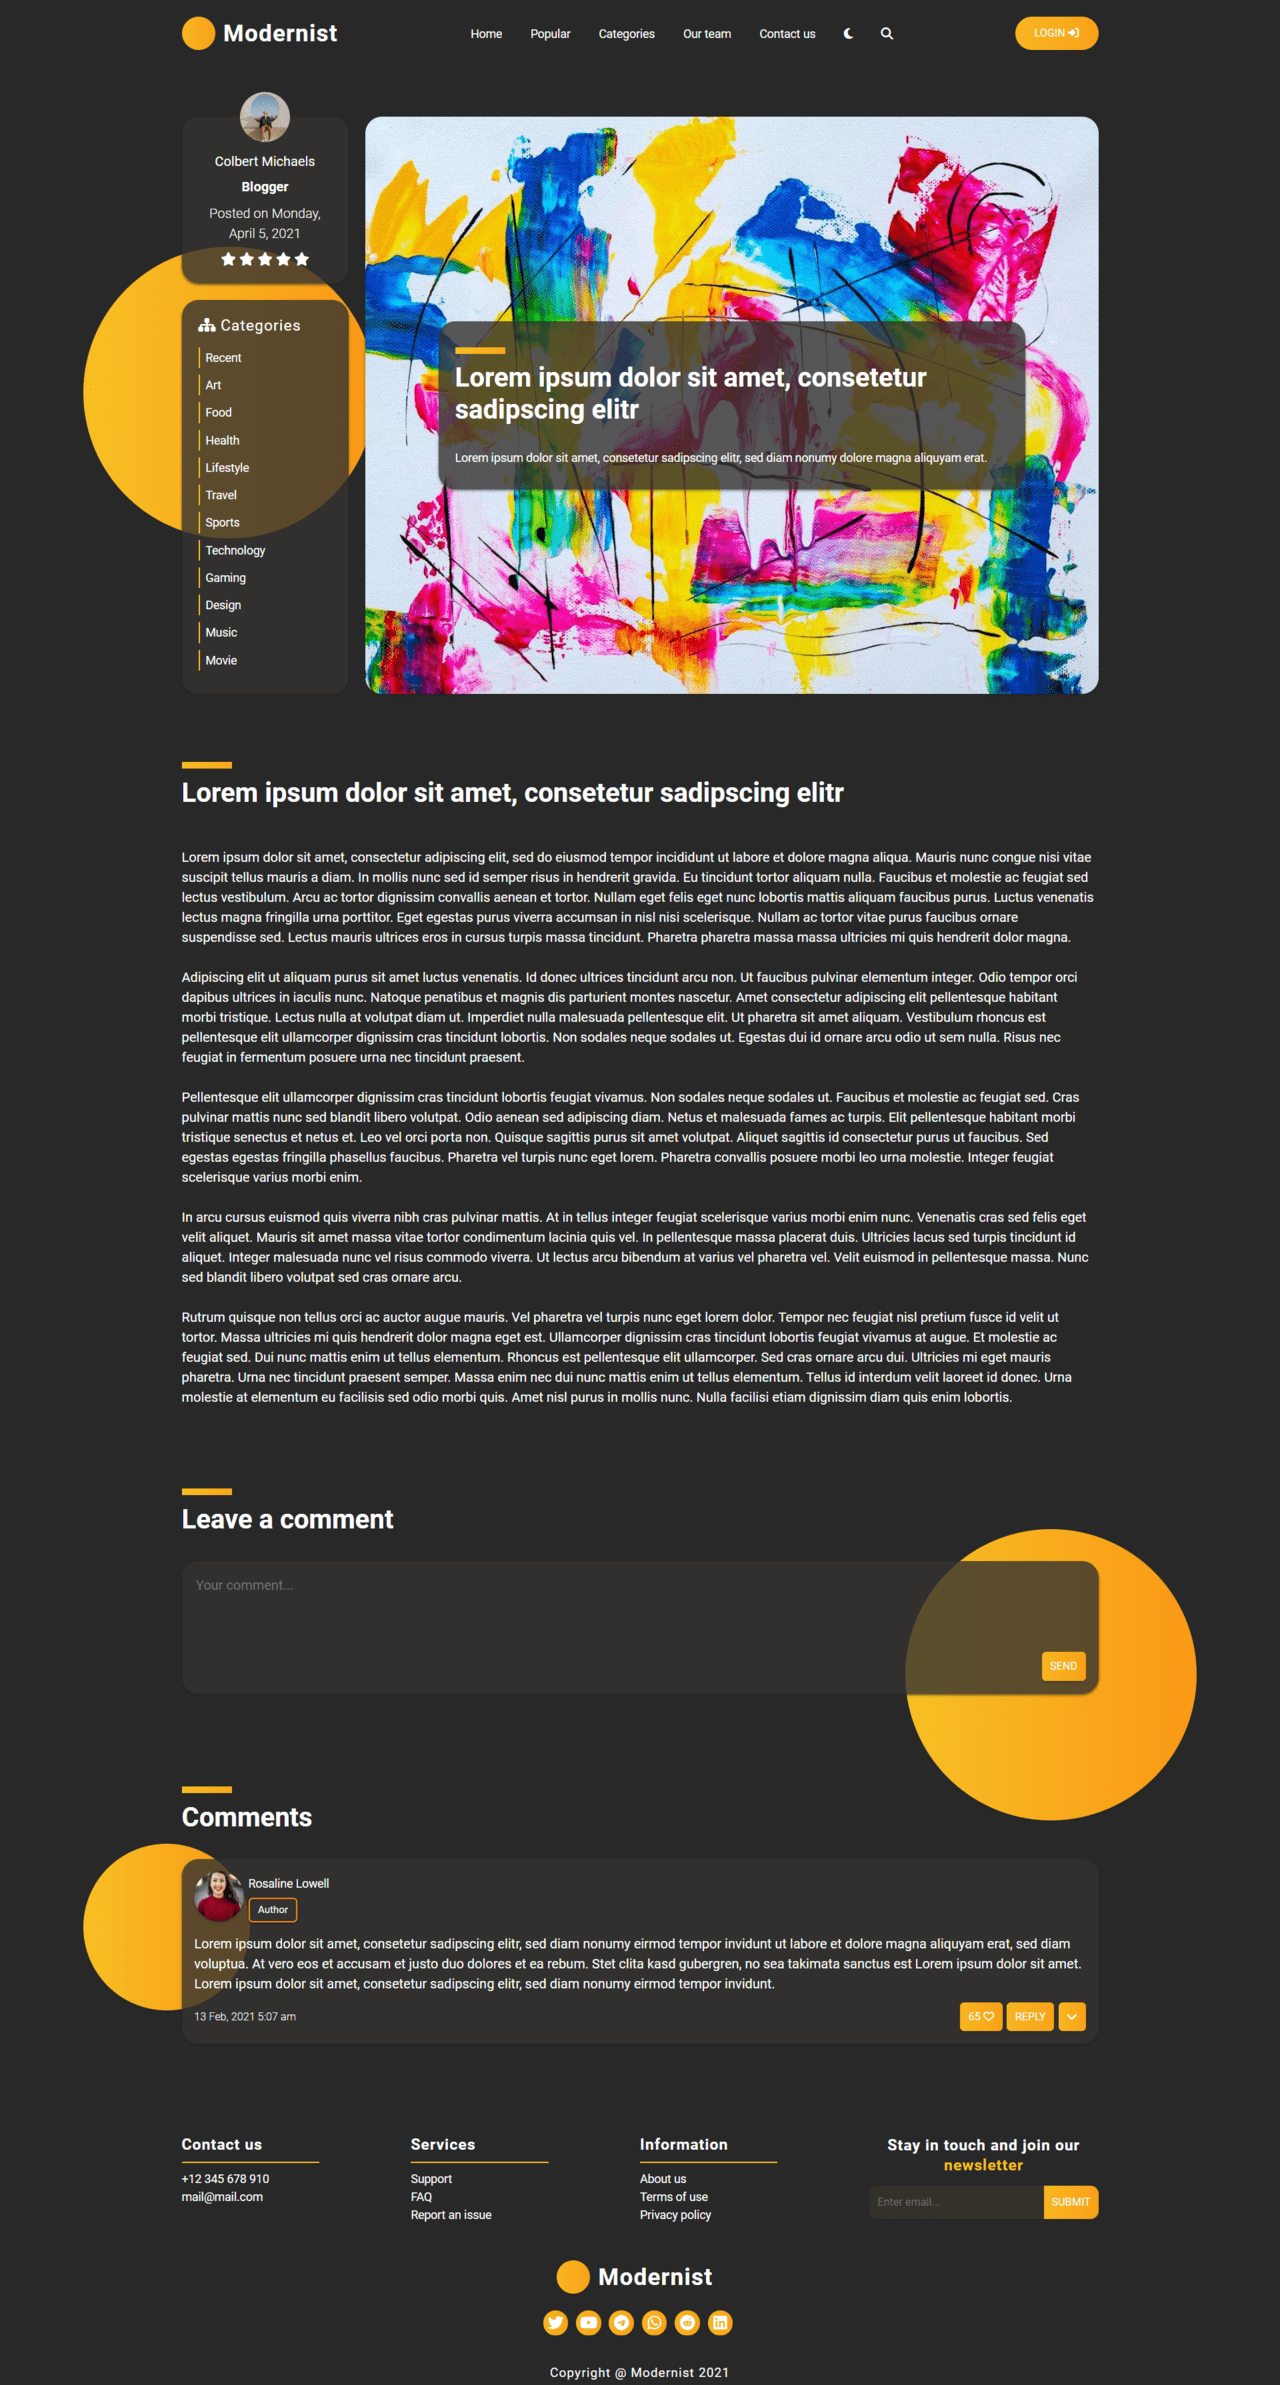 Modernist
Home Popular Categories Our team Contact us
LOGIN
Colbert Michaels
Blogger
Posted on Monday,
April 5, 2021
Categories
Recent
Art
Food
Health
Lifestyle
Travel
Sports
Technology
Gaming
Design
Music
Movie
Lorem ipsum dolor sit amet, consetetur
sadipscing elitr
Lorem ipsum dolor sit amet, consetetur sadipscing elitr, sed diam nonumy dolore magna aliquyam erat.
Lorem ipsum dolor sit amet, consetetur sadipscing elitr
Lorem ipsum dolor sit amet, consectetur adipiscing elit, sed do eiusmod tempor incididunt ut labore et dolore magna aliqua. Mauris nunc congue nisi vitae
suscipit tellus mauris a diam. In mollis nunc sed id semper risus in hendrerit gravida. Eu tincidunt tortor aliquam nulla. Faucibus et molestie ac feugiat sed
lectus vestibulum. Arcu ac tortor dignissim convallis aenean et tortor. Nullam eget felis eget nunc lobortis mattis aliquam faucibus purus. Luctus venenatis
lectus magna fringilla urna porttitor. Eget egestas purus viverra accumsan in nisl nisi scelerisque. Nullam ac tortor vitae purus faucibus ornare
suspendisse sed. Lectus mauris ultrices eros in cursus turpis massa tincidunt. Pharetra pharetra massa massa ultricies mi quis hendrerit dolor magna.
Adipiscing elit ut aliquam purus sit amet luctus venenatis. Id donec ultrices tincidunt arcu non. Ut faucibus pulvinar elementum integer. Odio tempor orci
dapibus ultrices in iaculis nunc. Natoque penatibus et magnis dis parturient montes nascetur. Amet consectetur adipiscing elit pellentesque habitant
morbi tristique. Lectus nulla at volutpat diam ut. Imperdiet nulla malesuada pellentesque elit. Ut pharetra sit amet aliquam. Vestibulum rhoncus est
pellentesque elit ullamcorper dignissim cras tincidunt lobortis. Non sodales neque sodales ut. Egestas dui id ornare arcu odio ut sem nulla. Risus nec
feugiat in fermentum posuere urna nec tincidunt praesent.
Pellentesque elit ullamcorper dignissim cras tincidunt lobortis feugiat vivamus. Non sodales neque sodales ut. Faucibus et molestie ac feugiat sed. Cras
pulvinar mattis nunc sed blandit libero volutpat. Odio aenean sed adipiscing diam. Netus et malesuada fames ac turpis. Elit pellentesque habitant morbi
tristique senectus et netus et. Leo vel orci porta non. Quisque sagittis purus sit amet volutpat. Aliquet sagittis id consectetur purus ut faucibus. Sed
egestas egestas fringilla phasellus faucibus. Pharetra vel turpis nunc eget lorem. Pharetra convallis posuere morbi leo urna molestie. Integer feugiat
scelerisque varius morbi enim.
In arcu cursus euismod quis viverra nibh cras pulvinar mattis. At in tellus integer feugiat scelerisque varius morbi enim nunc. Venenatis cras sed felis eget
velit aliquet. Mauris sit amet massa vitae tortor condimentum lacinia quis vel. In pellentesque massa placerat duis. Ultricies lacus sed turpis tincidunt id
aliquet. Integer malesuada nunc vel risus commodo viverra. Ut lectus arcu bibendum at varius vel pharetra vel. Velit euismod in pellentesque massa. Nunc
sed blandit libero volutpat sed cras ornare arcu.
Rutrum quisque non tellus orci ac auctor augue mauris. Vel pharetra vel turpis nunc eget lorem dolor. Tempor nec feugiat nisl pretium fusce id velit ut
tortor. Massa ultricies mi quis hendrerit dolor magna eget est. Ullamcorper dignissim cras tincidunt lobortis feugiat vivamus at augue. Et molestie ac
feugiat sed. Dui nunc mattis enim ut tellus elementum. Rhoncus est pellentesque elit ullamcorper. Sed cras ornare arcu dui. Ultricies mi eget mauris
pharetra. Urna nec tincidunt praesent semper. Massa enim nec dui nunc mattis enim ut tellus elementum. Tellus id interdum velit laoreet id donec. Urna
molestie at elementum eu facilisis sed odio morbi quis. Amet nisl purus in mollis nunc. Nulla facilisi etiam dignissim diam quis enim lobortis.
Leave a comment
Your comment...
SEND
Comments
Rosaline Lowell
Author
Lorem ipsum dolor sit amet, consetetur sadipscing elitr, sed diam nonumy eirmod tempor invidunt ut labore et dolore magna aliquyam erat, sed diam
voluptua. At vero eos et accusam et justo duo dolores et ea rebum. Stet clita kasd gubergren, no sea takimata sanctus est Lorem ipsum dolor sit amet.
Lorem ipsum dolor sit amet, consetetur sadipscing elitr, sed diam nonumy eirmod tempor invidunt.
13 Feb, 2021 5:07 am
65 REPLY
Contact us
+12 345 678 910
mail@mail.com
Services
Support
FAQ
Report an issue
Information
About us
Terms of use
Privacy policy
Stay in touch and join our
newsletter
Enter email... SUBMIT
Modernist
Copyright @ Modernist 2021